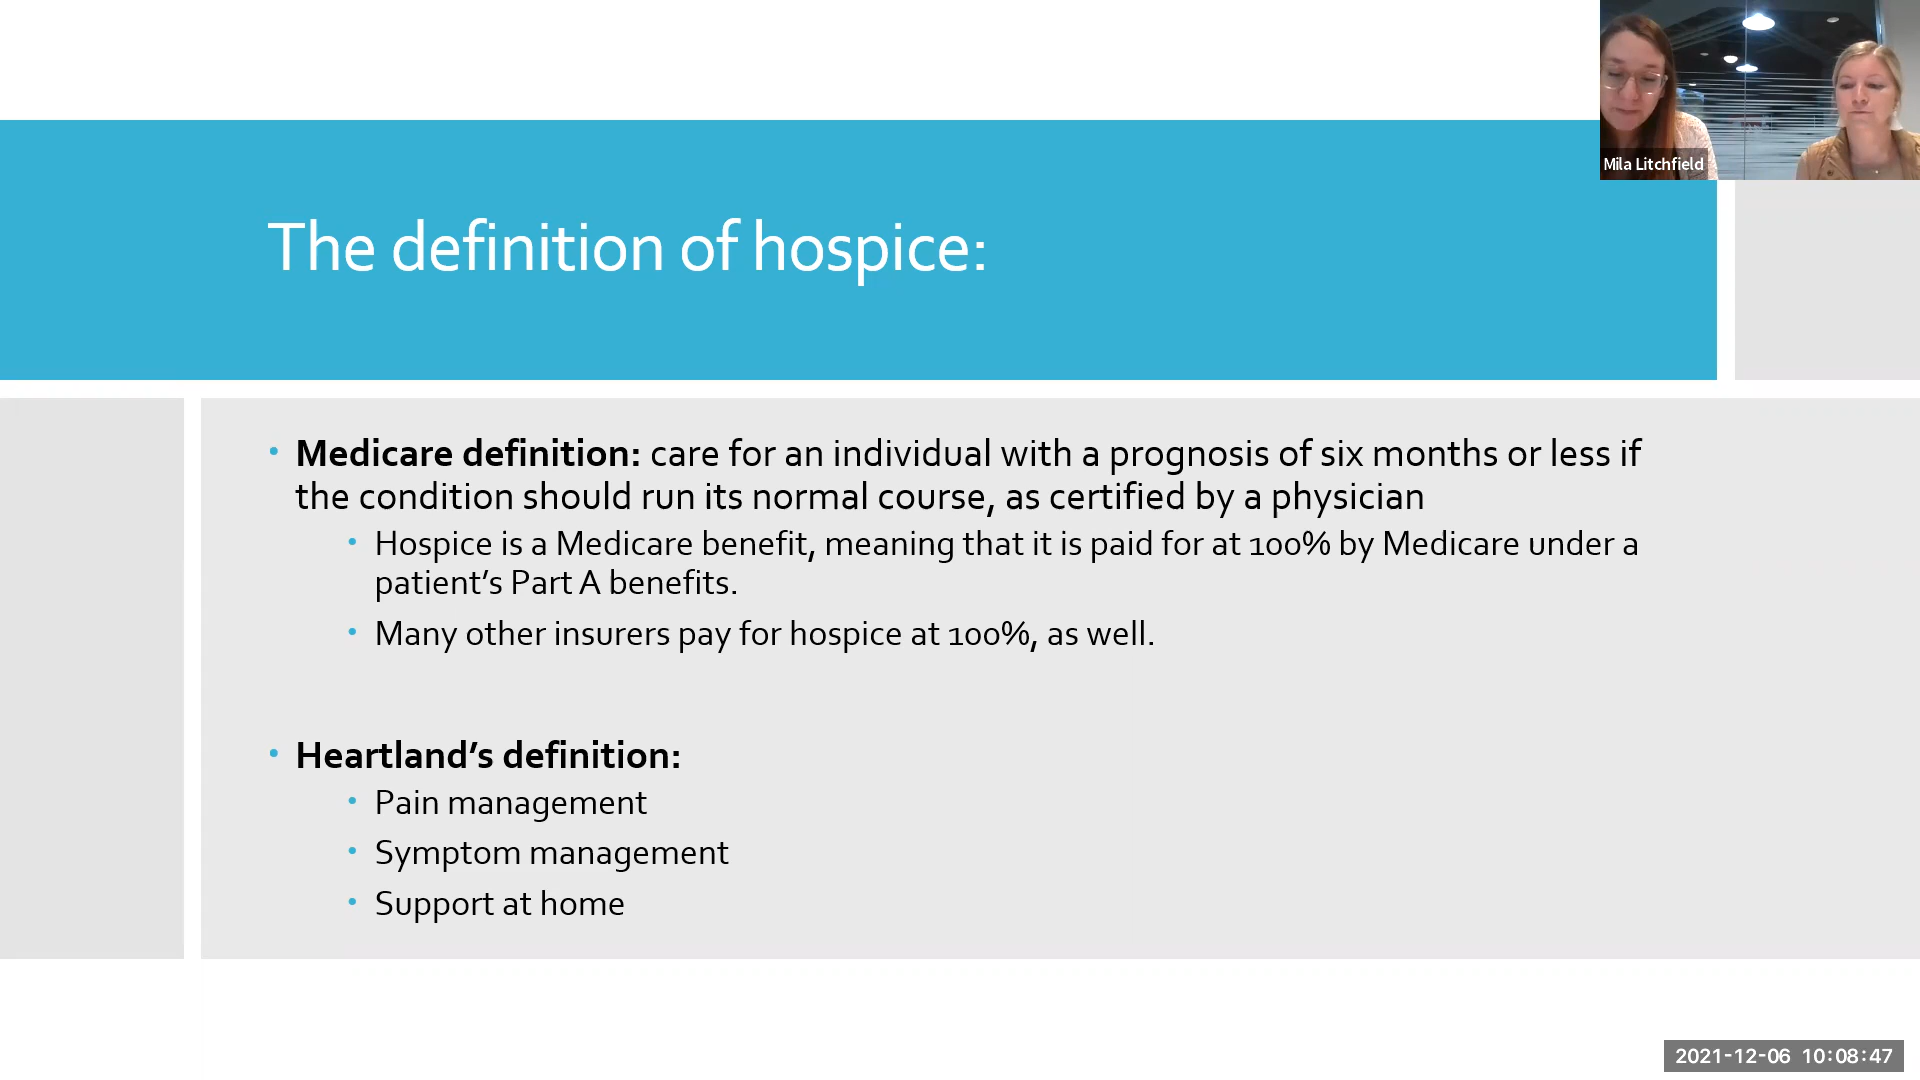 Mila Litchfield
The definition of hospice:
• Medicare definition: care for an individual with a prognosis of six months or less if
the condition should run its normal course, as certified by a physician
• Hospice is a Medicare benefit, meaning that it is paid for at 100% by Medicare under a
patient’s Part A benefits.
• Many other insurers pay for hospice at 100%, as well.
• Heartland’s definition:
• Pain management
• Symptom management
• Support at home
2021-12-06 10:08:47